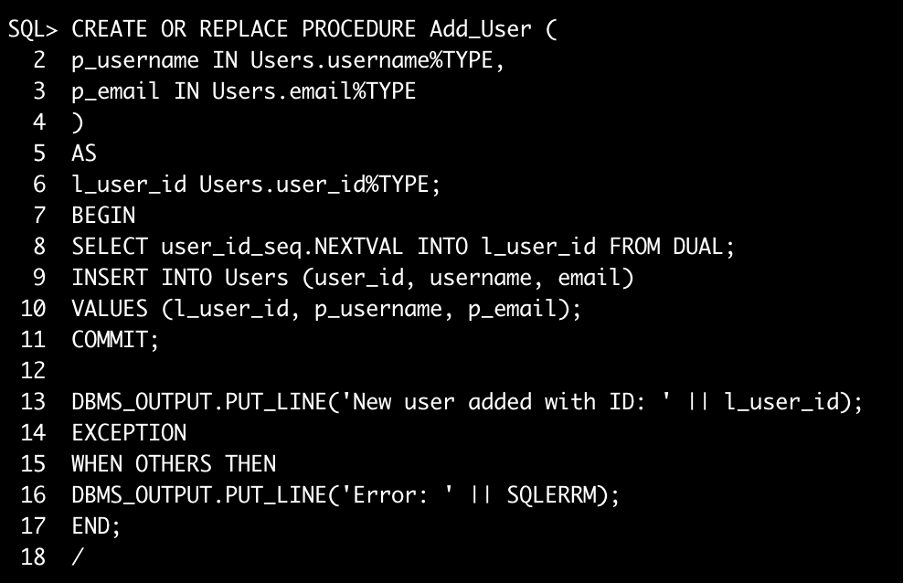 SQL> CREATE OR REPLACE PROCEDURE Add_User (
2 p_username IN Users.username%TYPE,
3 p_email IN Users.email%TYPE
4 )
5 AS
6 l_user_id Users.user_id%TYPE;
7 BEGIN
8 SELECT user_id_seq.NEXTVAL INTO l_user_id FROM DUAL;
9 INSERT INTO Users (user_id, username, email)
10 VALUES (l_user_id, p_username, p_email);
11 COMMIT;
12
13 DBMS_OUTPUT.PUT_LINE('New user added with ID: ' || l_user_id);
14 EXCEPTION
15 WHEN OTHERS THEN
16 DBMS_OUTPUT.PUT_LINE('Error: ' || SQLERRM);
17 END;
18 /